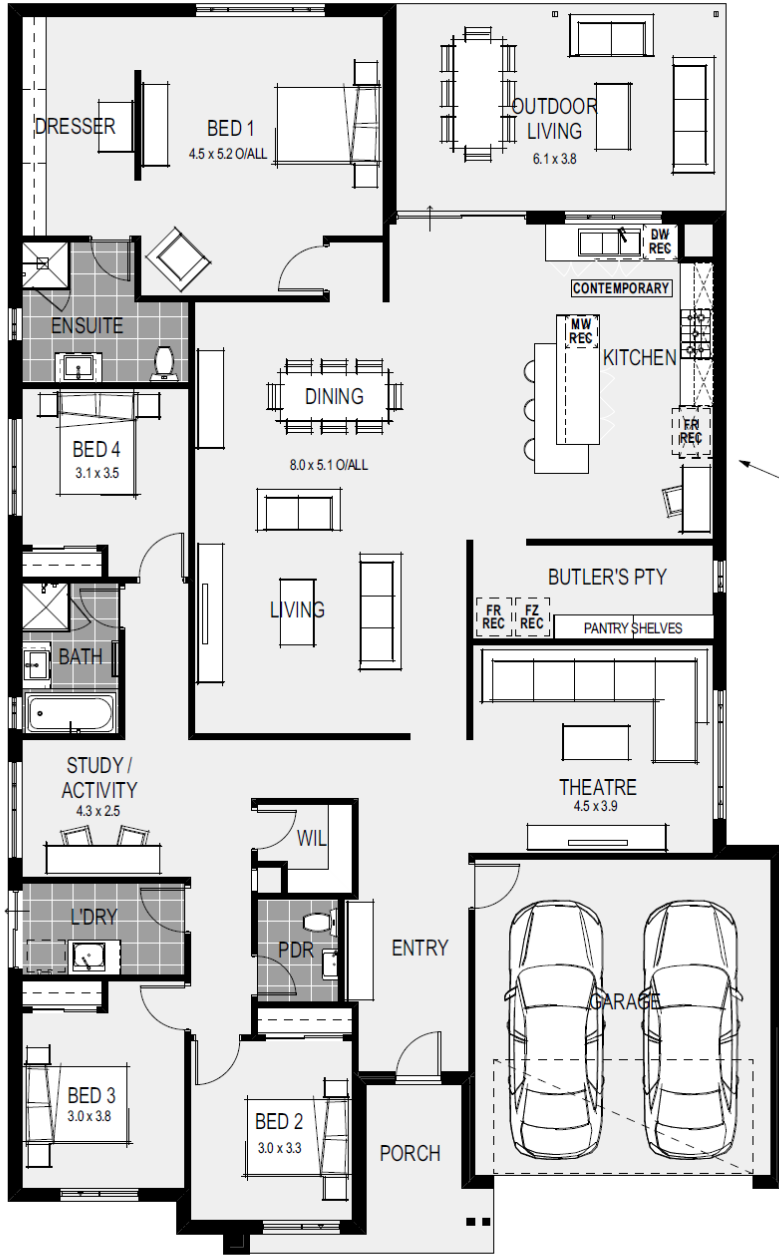 DRESSER
BED 1
4.5 x 5.2 O/ALL
OUTDOOR
LIVING
6.1 x 3.8
DW
REC
CONTEMPORARY
MW
REC
KITCHEN
FR
REC
ENSUITE
DINING
8.0 x 5.1 O/ALL
BED 4
3.1 x 3.5
LIVING
BUTLER'S PTY
FR
REC
FZ
REC
PANTRY SHELVES
BATH
STUDY /
ACTIVITY
4.3 x 2.5
THEATRE
4.5 x 3.9
WIL
L'DRY
PDR
ENTRY
GARAGE
BED 3
3.0 x 3.8
BED 2
3.0 x 3.3
PORCH